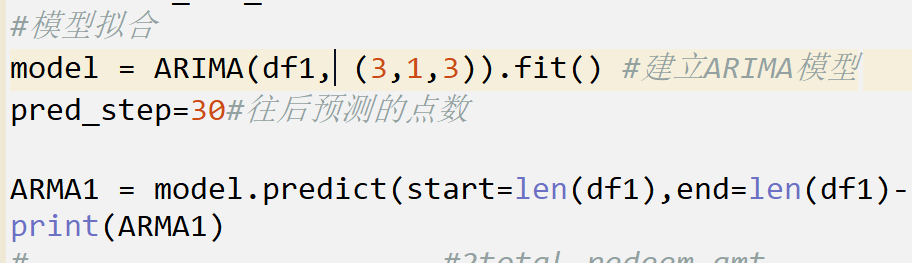 #模型拟合
model = ARIMA(df1, (3,1,3)).fit() #建立ARIMA模型
pred_step=30#往后预测的点数
ARMA1 = model.predict(start=len(df1),end=len(df1)-
print(ARMA1)
#2total_redeem_amt